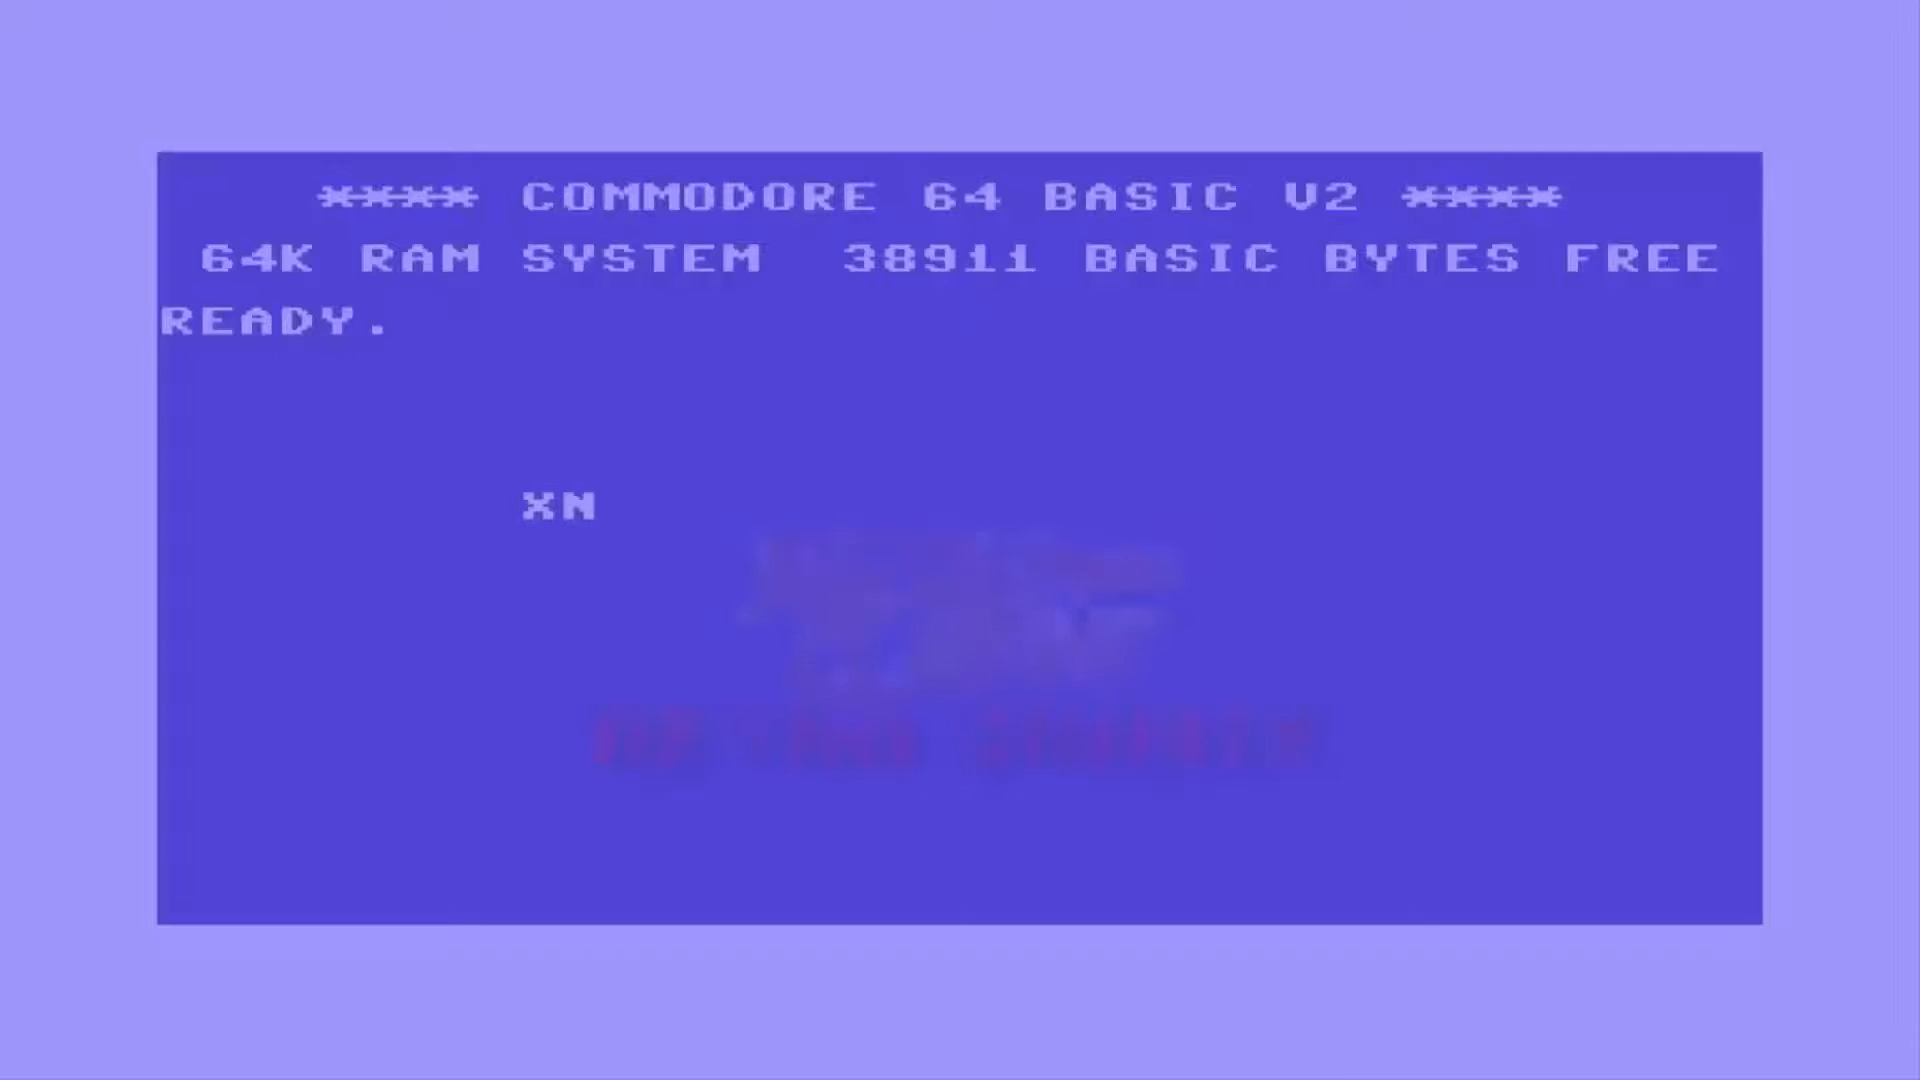 **** COMMODORE 64 BASIC V2 ****
64K RAM SYSTEM  38911 BASIC BYTES FREE
READY.
XN